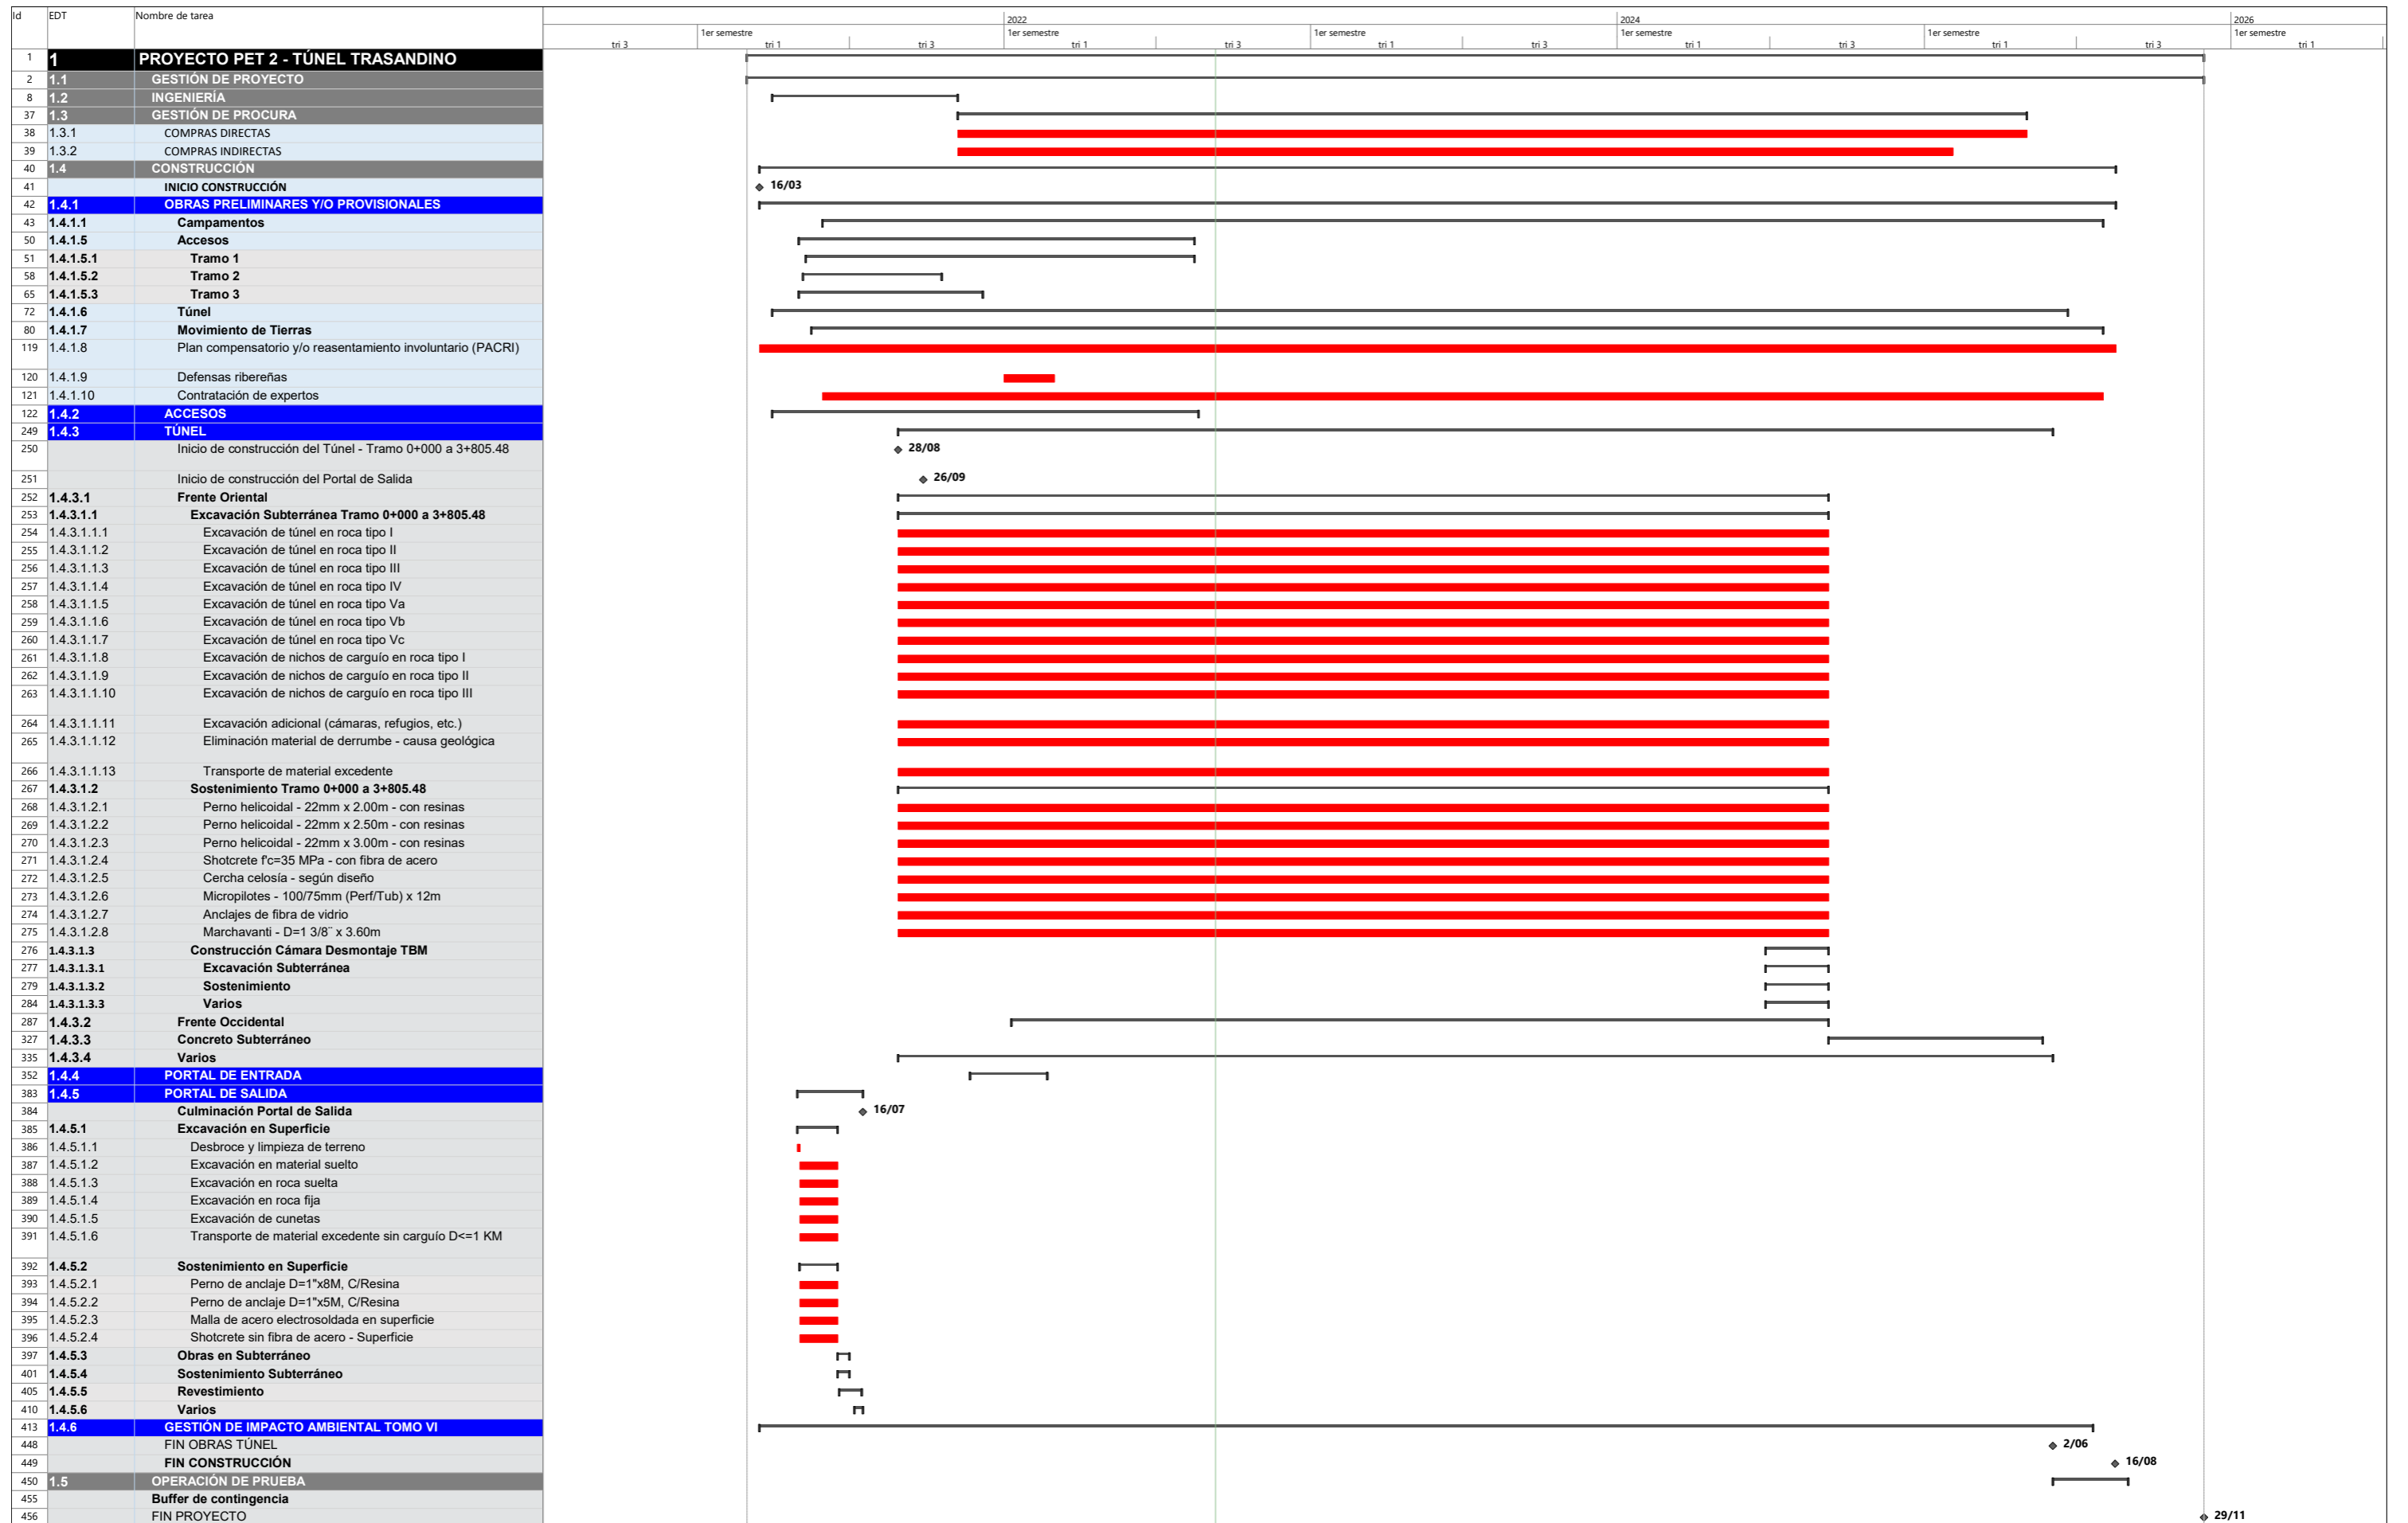 Id EDT Nombre de tarea
2022 2024 2026
1er semestre 1er semestre 1er semestre 1er semestre 1er semestre 1er semestre
tri 3 tri 1 tri 3 tri 1 tri 3 tri 1 tri 3 tri 1 tri 3 tri 1 tri 3 tri 1
1 1 PROYECTO PET 2 - TÚNEL TRASANDINO
2 1.1 GESTIÓN DE PROYECTO
8 1.2 INGENIERÍA
37 1.3 GESTIÓN DE PROCURA
38 1.3.1 COMPRAS DIRECTAS
39 1.3.2 COMPRAS INDIRECTAS
40 1.4 CONSTRUCCIÓN
41 INICIO CONSTRUCCIÓN 16/03
42 1.4.1 OBRAS PRELIMINARES Y/O PROVISIONALES
43 1.4.1.1 Campamentos
50 1.4.1.5 Accesos
51 1.4.1.5.1 Tramo 1
58 1.4.1.5.2 Tramo 2
65 1.4.1.5.3 Tramo 3
72 1.4.1.6 Túnel
80 1.4.1.7 Movimiento de Tierras
119 1.4.1.8 Plan compensatorio y/o reasentamiento involuntario (PACRI)
120 1.4.1.9 Defensas ribereñas
121 1.4.1.10 Contratación de expertos
122 1.4.2 ACCESOS
249 1.4.3 TÚNEL
250 Inicio de construcción del Túnel - Tramo 0+000 a 3+805.48 28/08
251 Inicio de construcción del Portal de Salida 26/09
252 1.4.3.1 Frente Oriental
253 1.4.3.1.1 Excavación Subterránea Tramo 0+000 a 3+805.48
254 1.4.3.1.1.1 Excavación de túnel en roca tipo I
255 1.4.3.1.1.2 Excavación de túnel en roca tipo II
256 1.4.3.1.1.3 Excavación de túnel en roca tipo III
257 1.4.3.1.1.4 Excavación de túnel en roca tipo IV
258 1.4.3.1.1.5 Excavación de túnel en roca tipo Va
259 1.4.3.1.1.6 Excavación de túnel en roca tipo Vb
260 1.4.3.1.1.7 Excavación de túnel en roca tipo Vc
261 1.4.3.1.1.8 Excavación de nichos de carguío en roca tipo I
262 1.4.3.1.1.9 Excavación de nichos de carguío en roca tipo II
263 1.4.3.1.1.10 Excavación de nichos de carguío en roca tipo III
264 1.4.3.1.1.11 Excavación adicional (cámaras, refugios, etc.)
265 1.4.3.1.1.12 Eliminación material de derrumbe - causa geológica
266 1.4.3.1.1.13 Transporte de material excedente
267 1.4.3.1.2 Sostenimiento Tramo 0+000 a 3+805.48
268 1.4.3.1.2.1 Perno helicoidal - 22mm x 2.00m - con resinas
269 1.4.3.1.2.2 Perno helicoidal - 22mm x 2.50m - con resinas
270 1.4.3.1.2.3 Perno helicoidal - 22mm x 3.00m - con resinas
271 1.4.3.1.2.4 Shotcrete f'c=35 MPa - con fibra de acero
272 1.4.3.1.2.5 Cercha celosía - según diseño
273 1.4.3.1.2.6 Micropilotes - 100/75mm (Perf/Tub) x 12m
274 1.4.3.1.2.7 Anclajes de fibra de vidrio
275 1.4.3.1.2.8 Marchavanti - D=1 3/8¨ x 3.60m
276 1.4.3.1.3 Construcción Cámara Desmontaje TBM
277 1.4.3.1.3.1 Excavación Subterránea
279 1.4.3.1.3.2 Sostenimiento
284 1.4.3.1.3.3 Varios
287 1.4.3.2 Frente Occidental
327 1.4.3.3 Concreto Subterráneo
335 1.4.3.4 Varios
352 1.4.4 PORTAL DE ENTRADA
383 1.4.5 PORTAL DE SALIDA
384 Culminación Portal de Salida 16/07
385 1.4.5.1 Excavación en Superficie
386 1.4.5.1.1 Desbroce y limpieza de terreno
387 1.4.5.1.2 Excavación en material suelto
388 1.4.5.1.3 Excavación en roca suelta
389 1.4.5.1.4 Excavación en roca fija
390 1.4.5.1.5 Excavación de cunetas
391 1.4.5.1.6 Transporte de material excedente sin carguío D<=1 KM
392 1.4.5.2 Sostenimiento en Superficie
393 1.4.5.2.1 Perno de anclaje D=1"x8M, C/Resina
394 1.4.5.2.2 Perno de anclaje D=1"x5M, C/Resina
395 1.4.5.2.3 Malla de acero electrosoldada en superficie
396 1.4.5.2.4 Shotcrete sin fibra de acero - Superficie
397 1.4.5.3 Obras en Subterráneo
401 1.4.5.4 Sostenimiento Subterráneo
405 1.4.5.5 Revestimiento
410 1.4.5.6 Varios
413 1.4.6 GESTIÓN DE IMPACTO AMBIENTAL TOMO VI
448 FIN OBRAS TÚNEL 2/06
449 FIN CONSTRUCCIÓN 16/08
450 1.5 OPERACIÓN DE PRUEBA
455 Buffer de contingencia
456 FIN PROYECTO 29/11